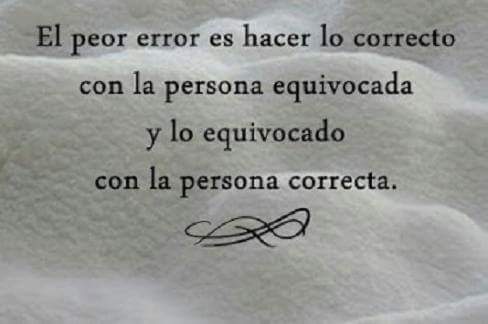 El peor error es hacer lo correcto
con la persona equivocada
y lo equivocado
con la persona correcta.